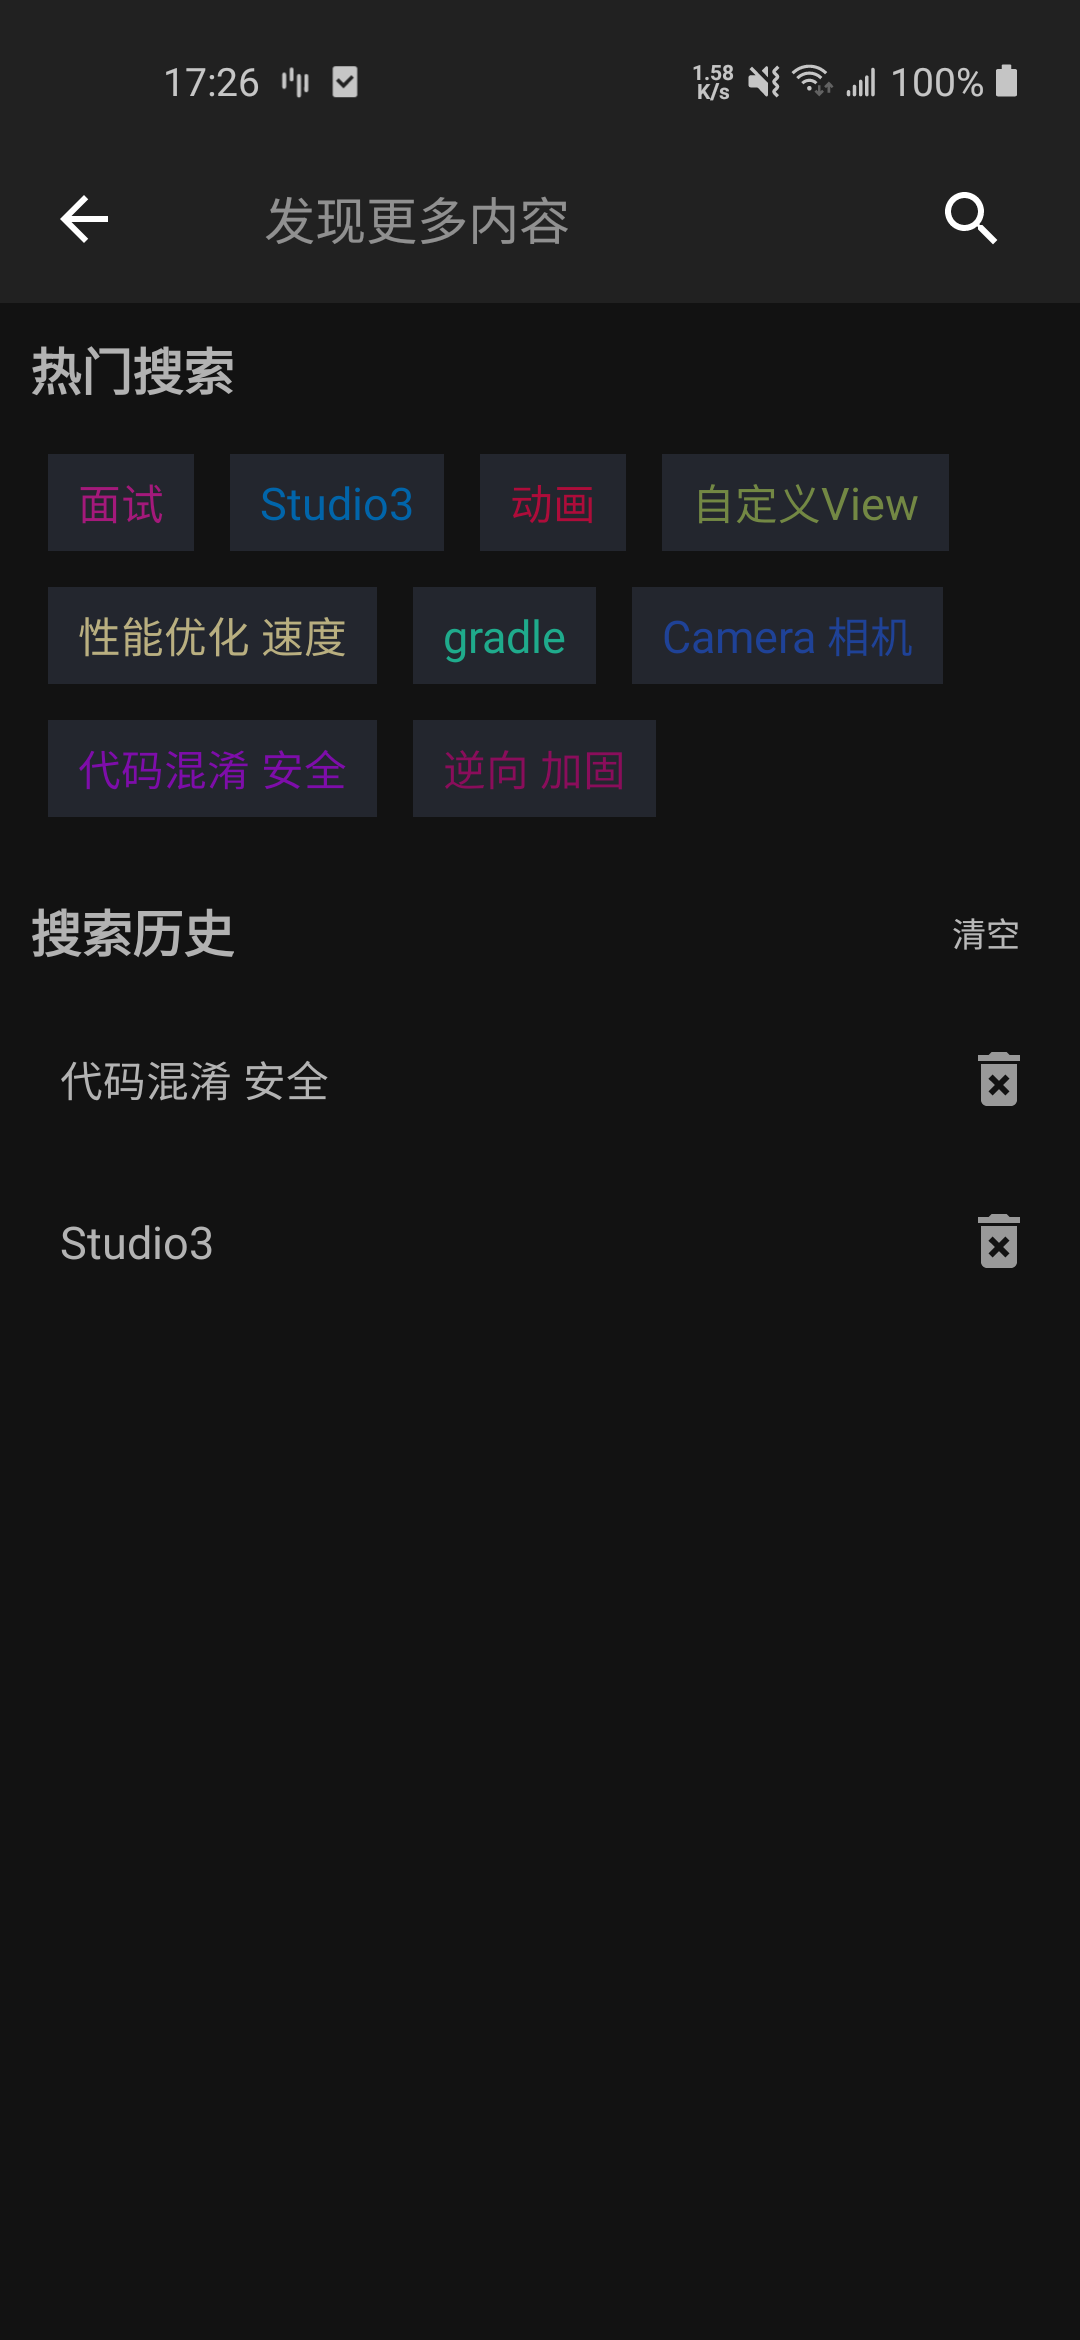 17:26 1.58 K/s 100%
发现更多内容
热门搜索
面试 Studio3 动画 自定义View
性能优化 速度 gradle Camera 相机
代码混淆 安全 逆向 加固
搜索历史 清空
代码混淆 安全
Studio3